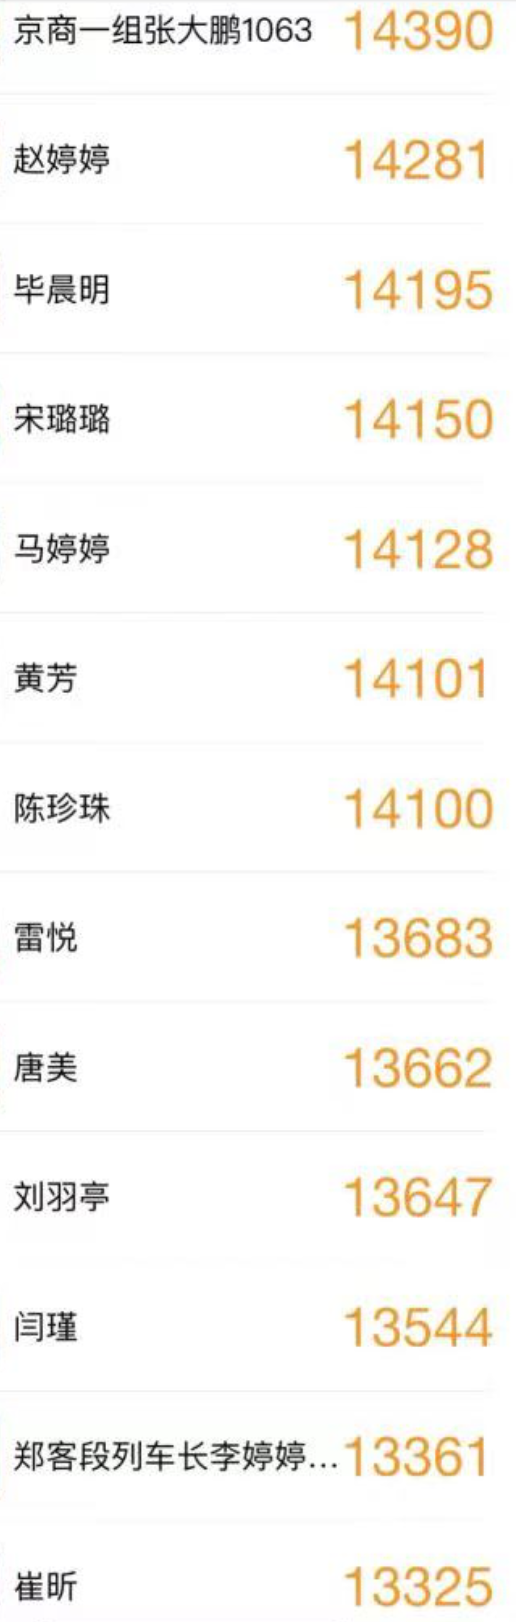 京商一组张大鹏1063 14390
赵婷婷 14281
毕晨明 14195
宋璐璐 14150
马婷婷 14128
黄芳 14101
陈珍珠 14100
雷悦 13683
唐美 13662
刘羽亭 13647
闫瑾 13544
郑客段列车长李婷婷... 13361
崔昕 13325